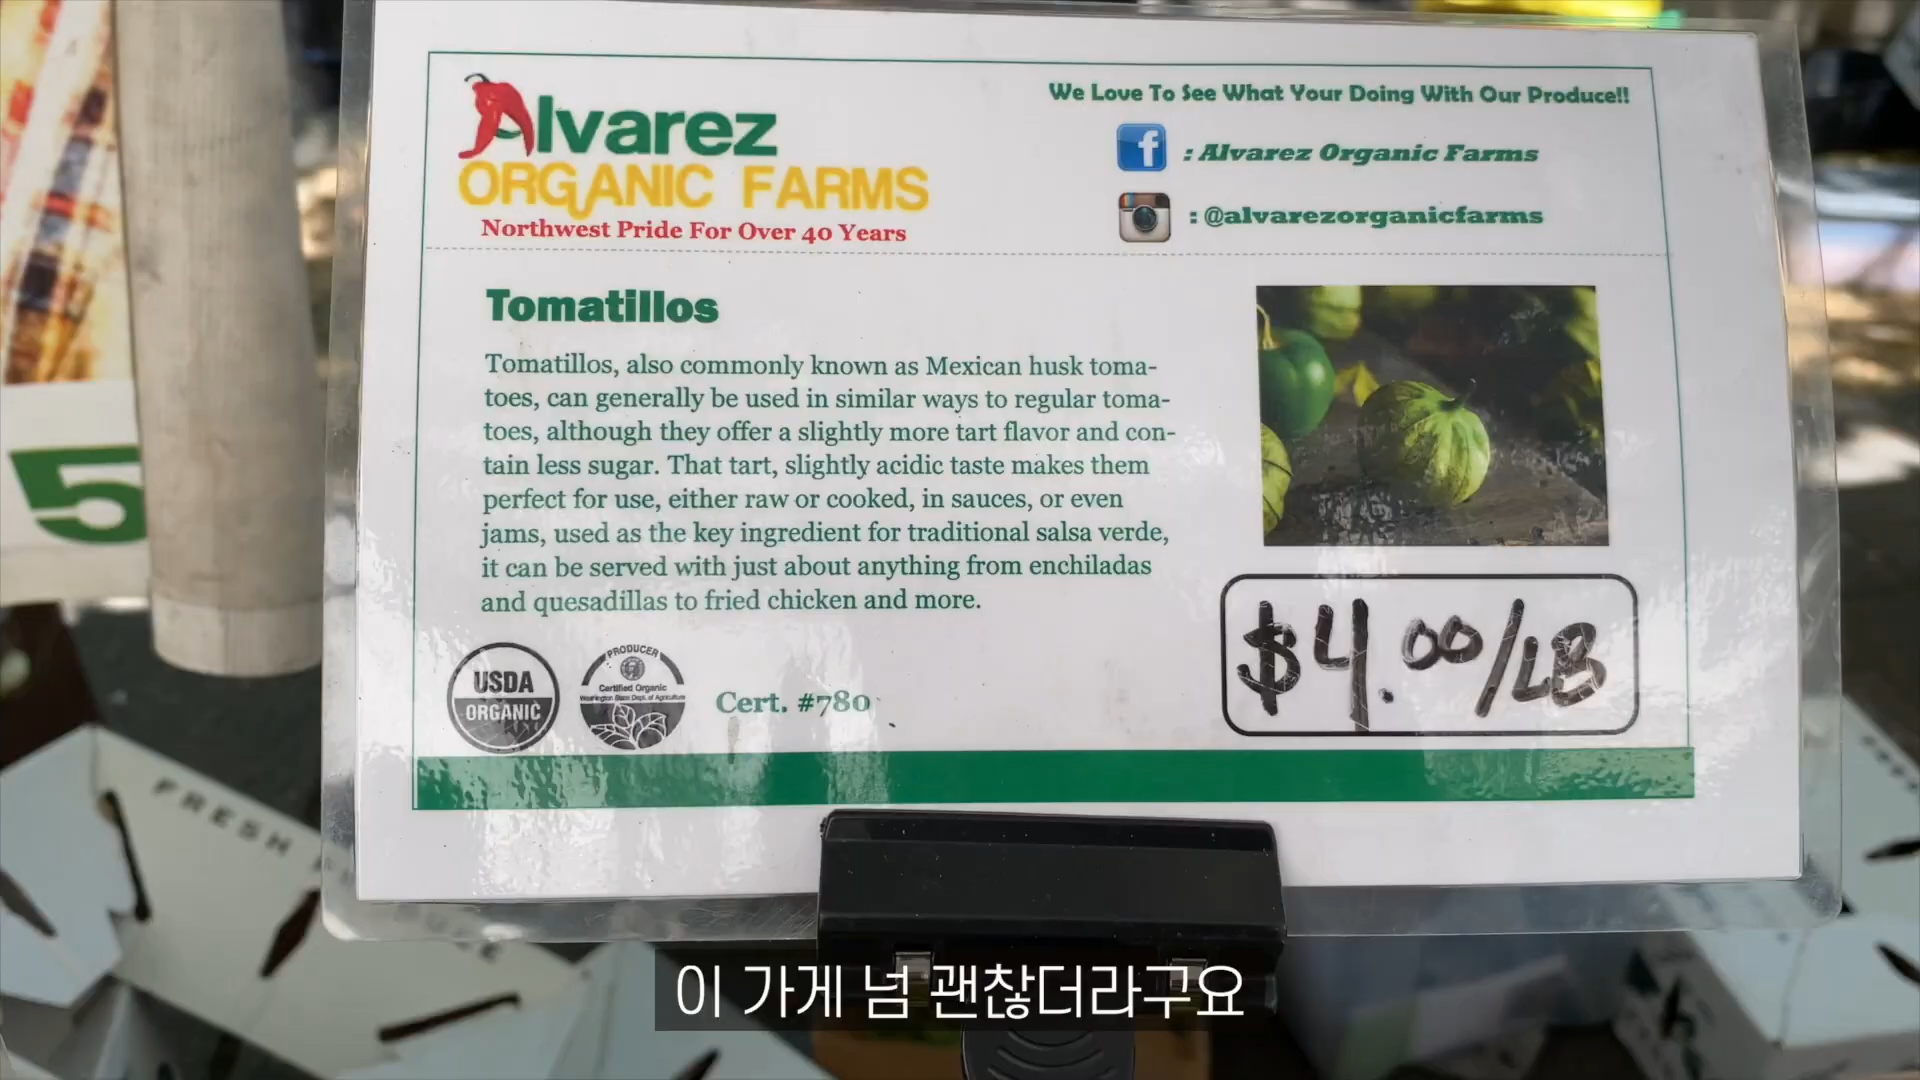 Alvarez
ORGANIC FARMS
Northwest Pride For Over 40 Years
We Love To See What Your Doing With Our Produce!!
f : Alvarez Organic Farms
: @alvarezorganicfarms
Tomatillos
Tomatillos, also commonly known as Mexican husk toma-
toes, can generally be used in similar ways to regular toma-
toes, although they offer a slightly more tart flavor and con-
tain less sugar. That tart, slightly acidic taste makes them
perfect for use, either raw or cooked, in sauces, or even
jams, used as the key ingredient for traditional salsa verde,
it can be served with just about anything from enchiladas
and quesadillas to fried chicken and more.
$4.00/LB
USDA
ORGANIC
PRODUCER
Certified Organic
Washington State Dept. of Agriculture
Cert. #780
5
FRESH
이 가게 넘 괜찮더라구요